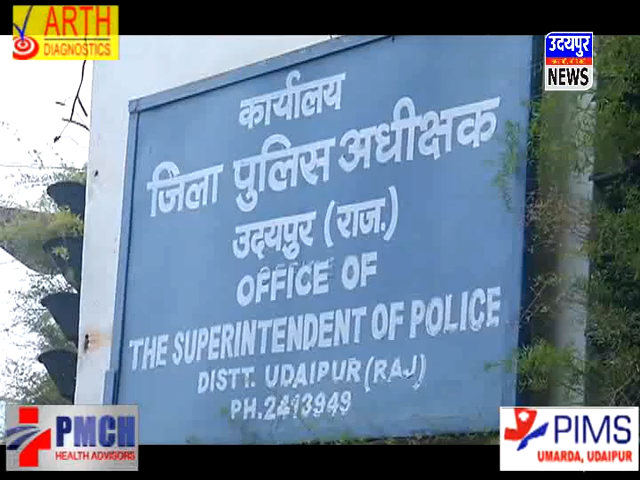 ARTH
DIAGNOSTICS
उदयपुर
NEWS
कार्यालय
जिला पुलिस अधीक्षक
उदयपुर (राज.)
OFFICE OF
THE SUPERINTENDENT OF POLICE
DISTT. UDAIPUR (RAJ)
PH.2413949
PMCH
HEALTH ADVISORS
PIMS
UMARDA, UDAIPUR